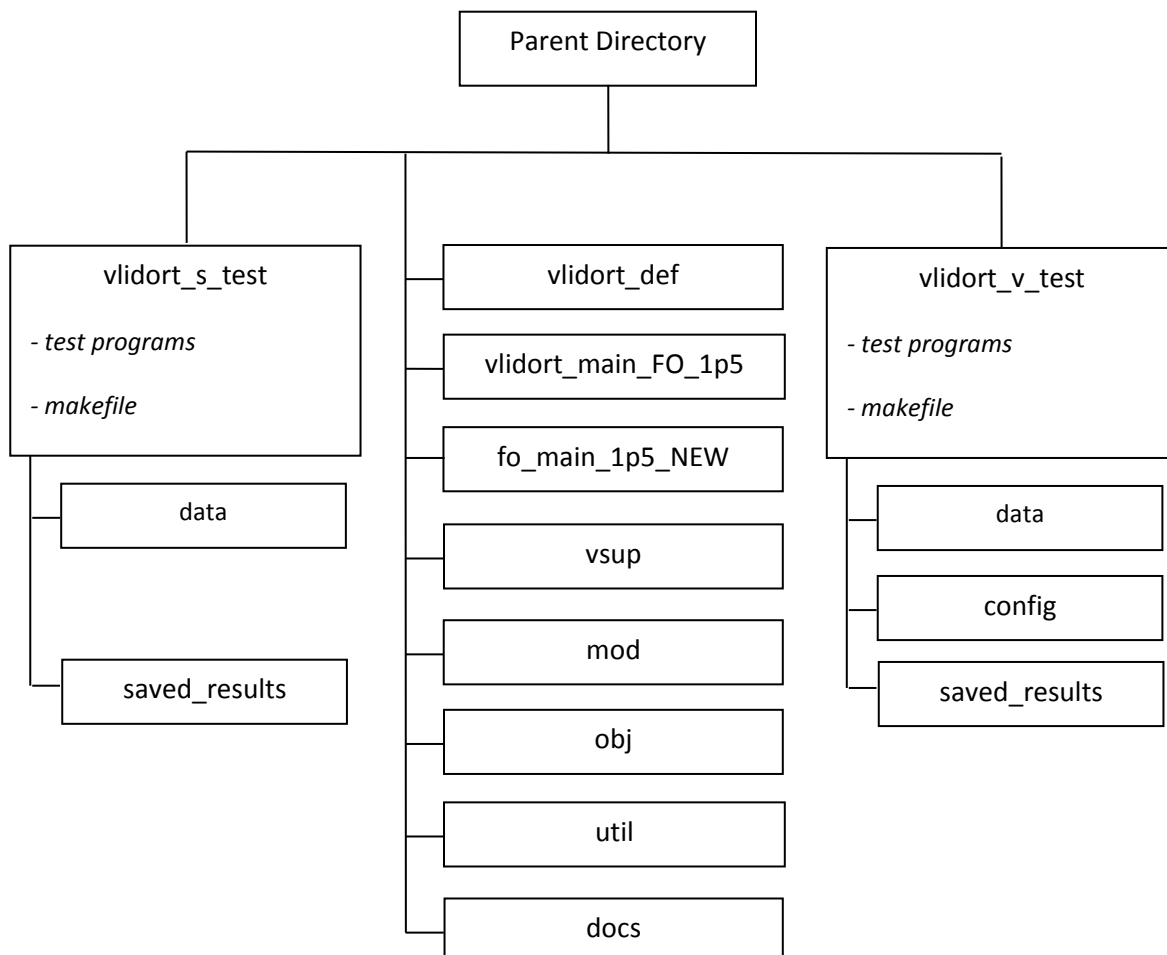 Parent Directory
vlidort_s_test
- test programs
- makefile
data
saved_results
vlidort_def
vlidort_main_FO_1p5
fo_main_1p5_NEW
vsup
mod
obj
util
docs
vlidort_v_test
- test programs
- makefile
data
config
saved_results